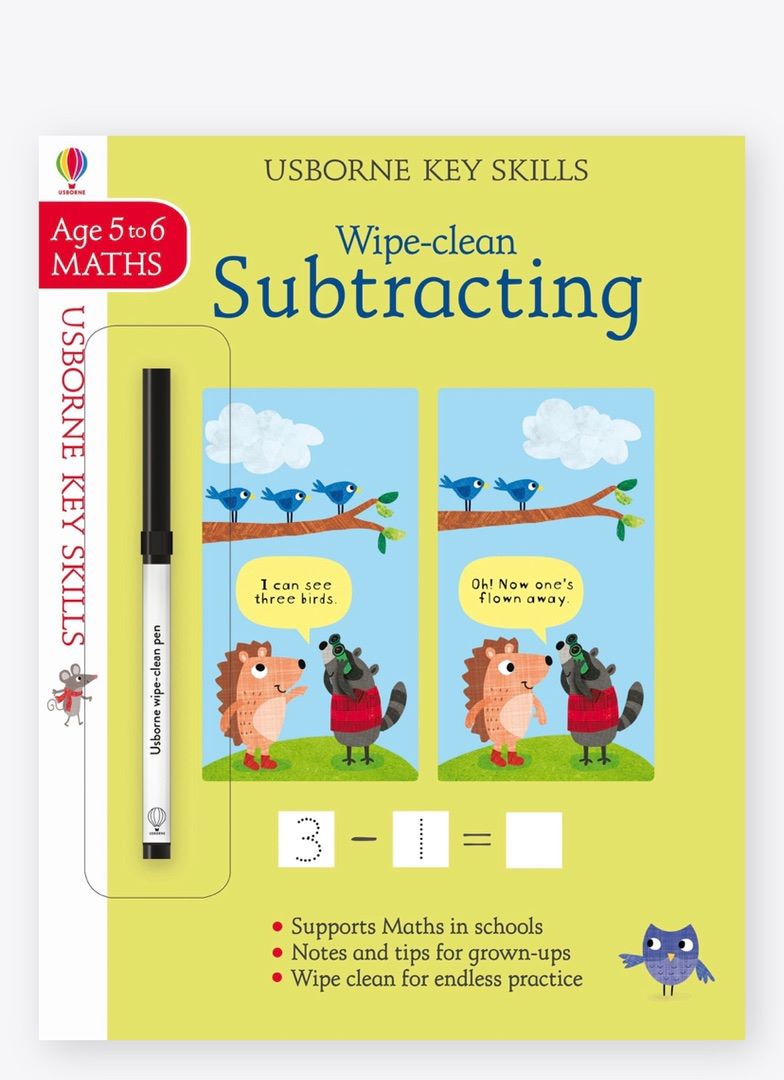 USBORNE
Age 5 to 6
MATHS
USBORNE KEY SKILLS
USBORNE KEY SKILLS
Wipe-clean
Subtracting
I can see
three birds.
Oh! Now one's
flown away.
Usborne wipe-clean pen
USBORNE
3 – 1 =
• Supports Maths in schools
• Notes and tips for grown-ups
• Wipe clean for endless practice